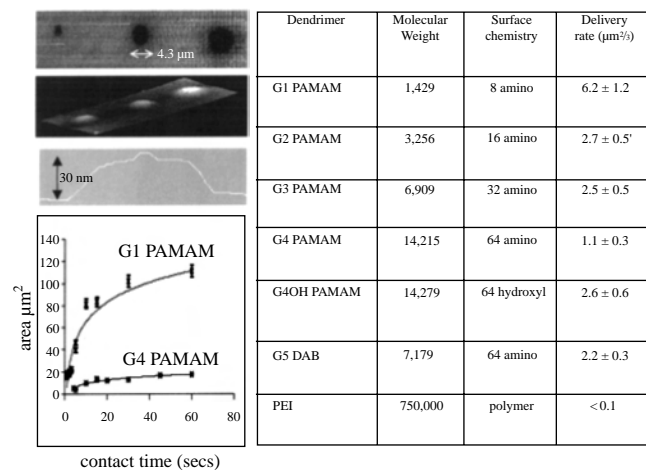 4.3 μm
30 nm
area μm²
140
120
100
80
60
40
20
0
G1 PAMAM
G4 PAMAM
0 20 40 60 80
contact time (secs)
Dendrimer Molecular Weight Surface chemistry Delivery rate (μm²/³)
G1 PAMAM 1,429 8 amino 6.2 ± 1.2
G2 PAMAM 3,256 16 amino 2.7 ± 0.5'
G3 PAMAM 6,909 32 amino 2.5 ± 0.5
G4 PAMAM 14,215 64 amino 1.1 ± 0.3
G4OH PAMAM 14,279 64 hydroxyl 2.6 ± 0.6
G5 DAB 7,179 64 amino 2.2 ± 0.3
PEI 750,000 polymer <0.1